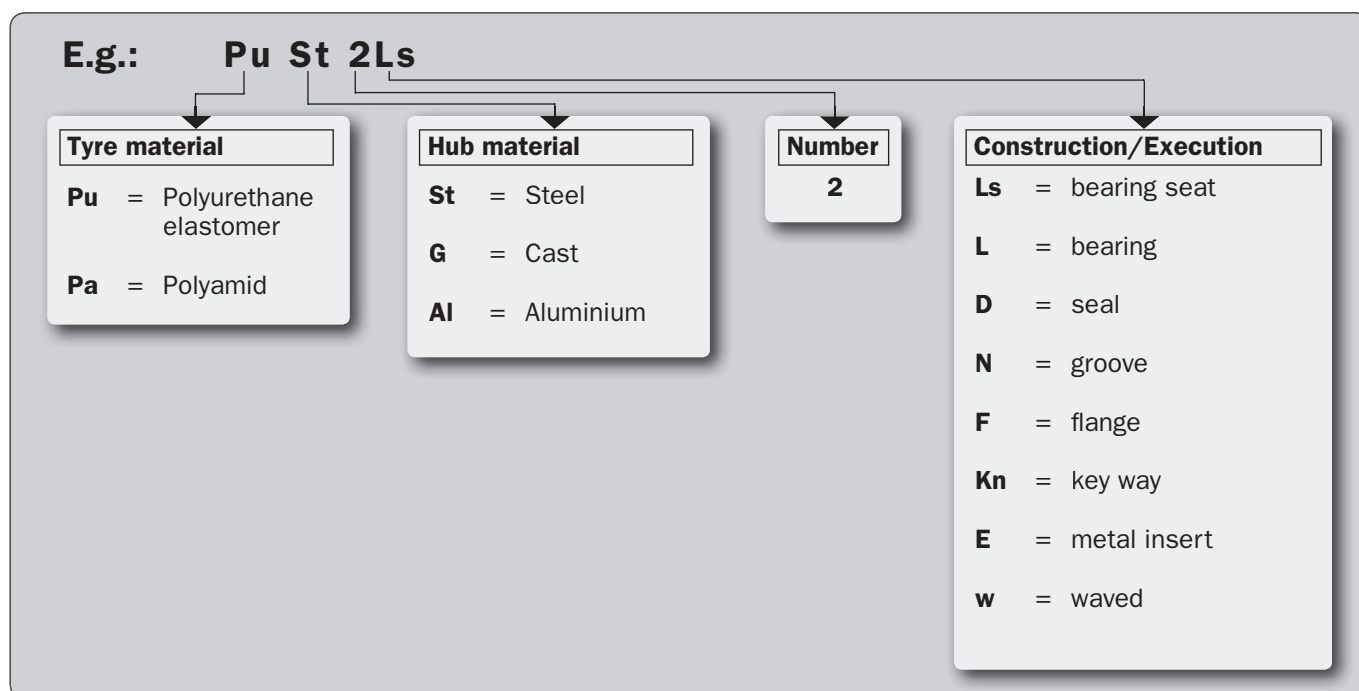 E.g.: Pu St 2Ls
Tyre material
Pu = Polyurethane
elastomer
Pa = Polyamid
Hub material
St = Steel
G = Cast
Al = Aluminium
Number
2
Construction/Execution
Ls = bearing seat
L = bearing
D = seal
N = groove
F = flange
Kn = key way
E = metal insert
w = waved